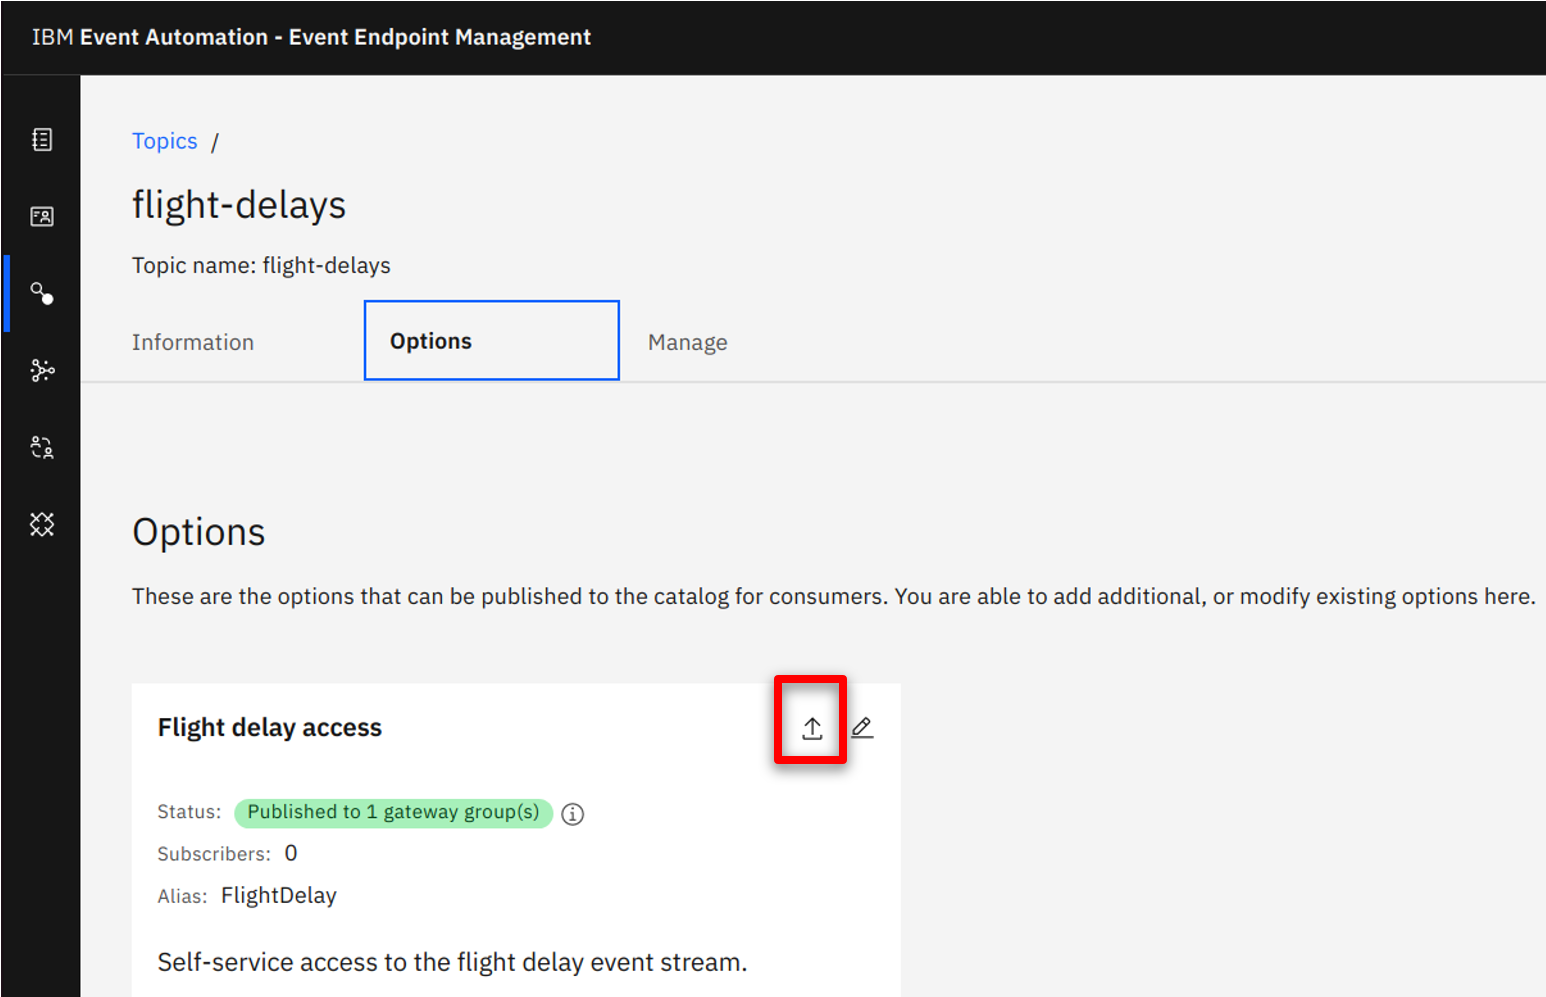 IBM Event Automation - Event Endpoint Management
Topics /
flight-delays
Topic name: flight-delays
Information Options Manage
Options
These are the options that can be published to the catalog for consumers. You are able to add additional, or modify existing options here.
Flight delay access
Status: Published to 1 gateway group(s)
Subscribers: 0
Alias: FlightDelay
Self-service access to the flight delay event stream.